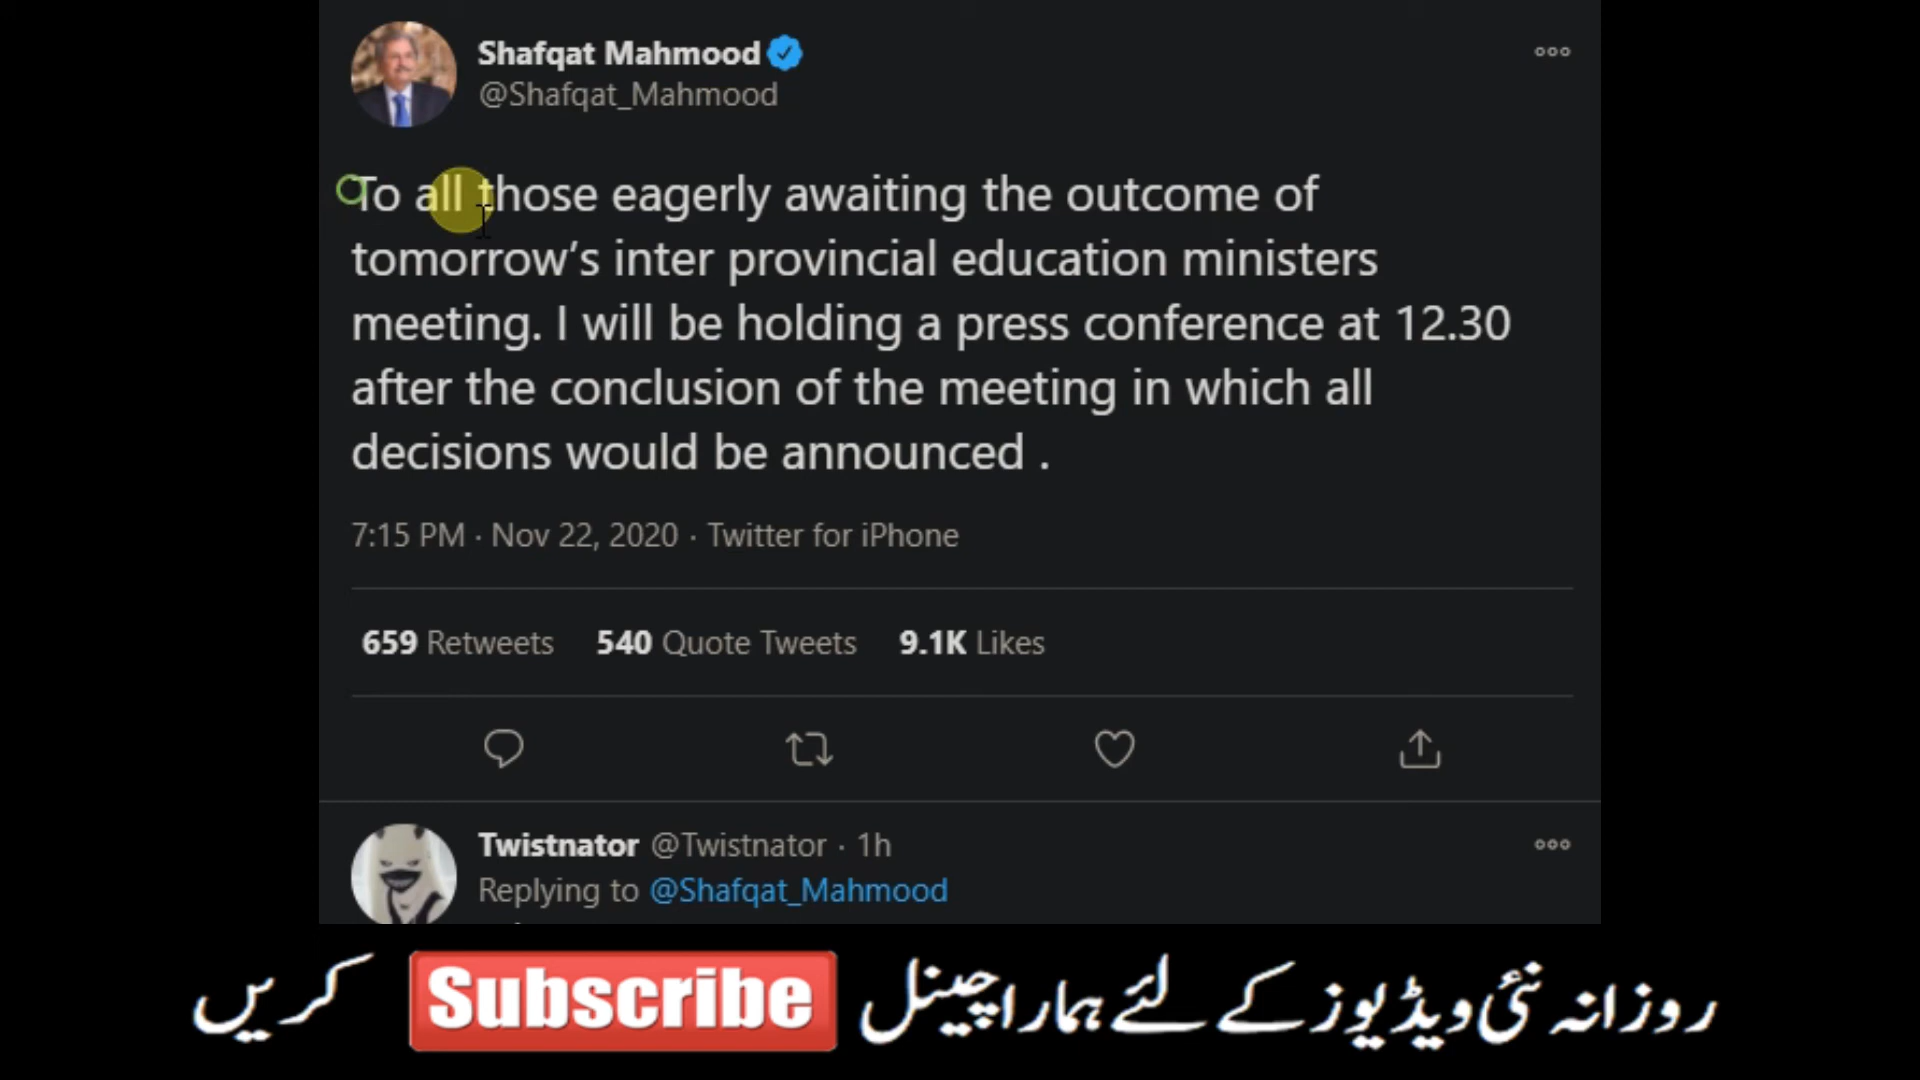 Shafqat Mahmood
@Shafqat_Mahmood
To all those eagerly awaiting the outcome of
tomorrow’s inter provincial education ministers
meeting. I will be holding a press conference at 12.30
after the conclusion of the meeting in which all
decisions would be announced .
7:15 PM · Nov 22, 2020 · Twitter for iPhone
659 Retweets 540 Quote Tweets 9.1K Likes
Twistnator @Twistnator · 1h
Replying to @Shafqat_Mahmood
روزانہ نئی ویڈیوز کے لئے ہمارا چینل Subscribe کریں